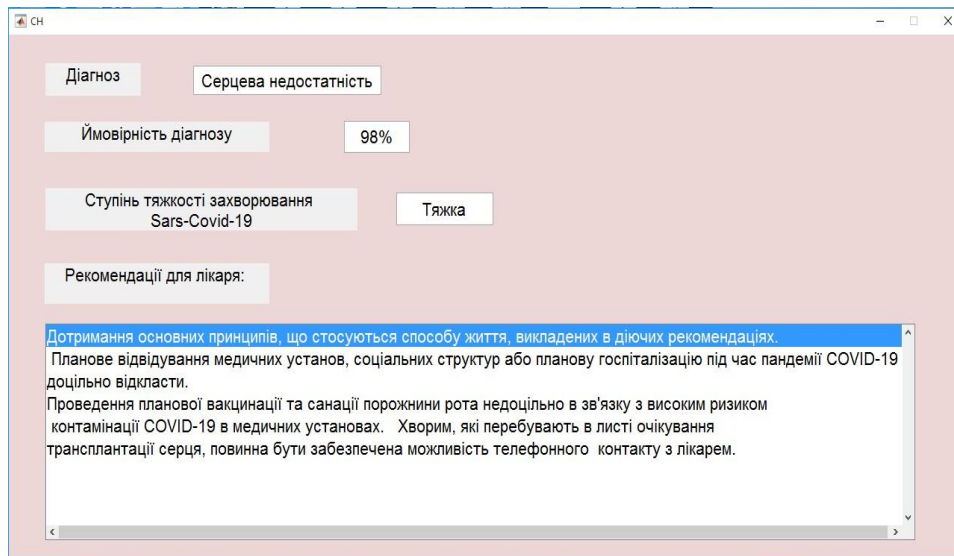 СН
Діагноз
Серцева недостатність
Ймовірність діагнозу
98%
Ступінь тяжкості захворювання
Sars-Covid-19
Тяжка
Рекомендації для лікаря:
Дотримання основних принципів, що стосуються способу життя, викладених в діючих рекомендаціях.
Планове відвідування медичних установ, соціальних структур або планову госпіталізацію під час пандемії COVID-19
доцільно відкласти.
Проведення планової вакцинації та санації порожнини рота недоцільно в зв'язку з високим ризиком
контамінації COVID-19 в медичних установах. Хворим, які перебувають в листі очікування
трансплантації серця, повинна бути забезпечена можливість телефонного контакту з лікарем.